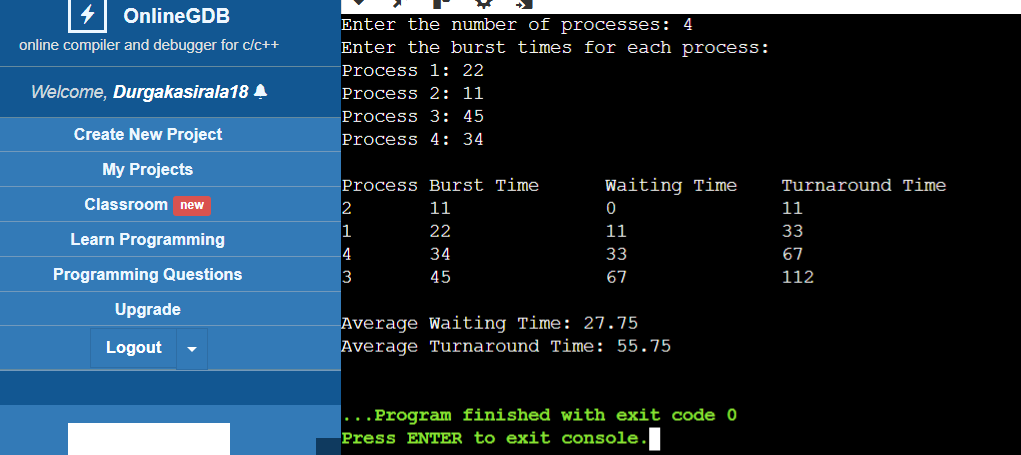 OnlineGDB
online compiler and debugger for c/c++
Welcome, Durgakasirala18
Create New Project
My Projects
Classroom new
Learn Programming
Programming Questions
Upgrade
Logout
Enter the number of processes: 4
Enter the burst times for each process:
Process 1: 22
Process 2: 11
Process 3: 45
Process 4: 34
Process Burst Time Waiting Time Turnaround Time
2 11 0 11
1 22 11 33
4 34 33 67
3 45 67 112
Average Waiting Time: 27.75
Average Turnaround Time: 55.75
...Program finished with exit code 0
Press ENTER to exit console.